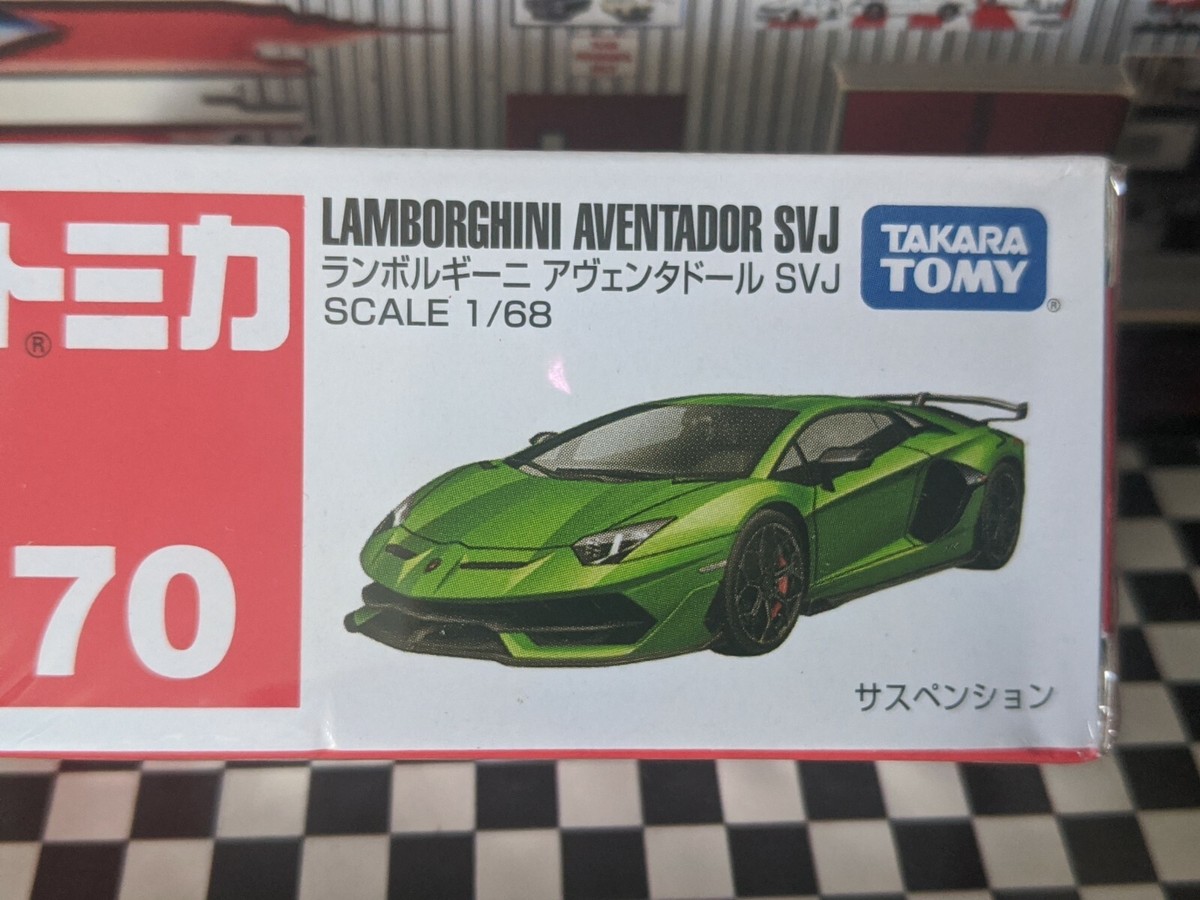 トミカ
®
70
LAMBORGHINI AVENTADOR SVJ
ランボルギーニ アヴェンタドール SVJ
SCALE 1/68
TAKARA
TOMY
®
サスペンション